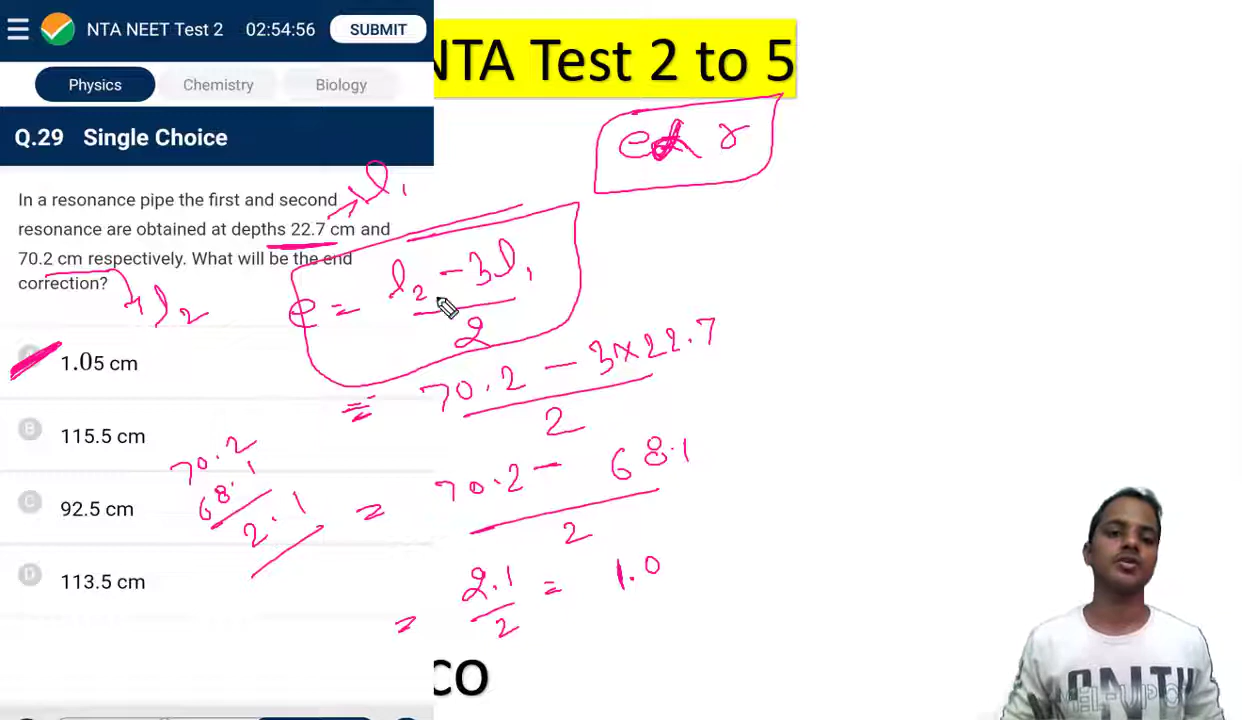 NTA NEET Test 2 02:54:56 SUBMIT
NTA Test 2 to 5
Physics Chemistry Biology
Q.29 Single Choice
e α r
In a resonance pipe the first and second
resonance are obtained at depths 22.7 cm and
70.2 cm respectively. What will be the end
correction?
l₁
l₂
e = l₂ - 3l₁ / 2
1.05 cm
= 70.2 - 3×22.7 / 2
B 115.5 cm
70.2
68.1
2.1
= 70.2 - 68.1 / 2
C 92.5 cm
D 113.5 cm
= 2.1 / 2 = 1.0
co